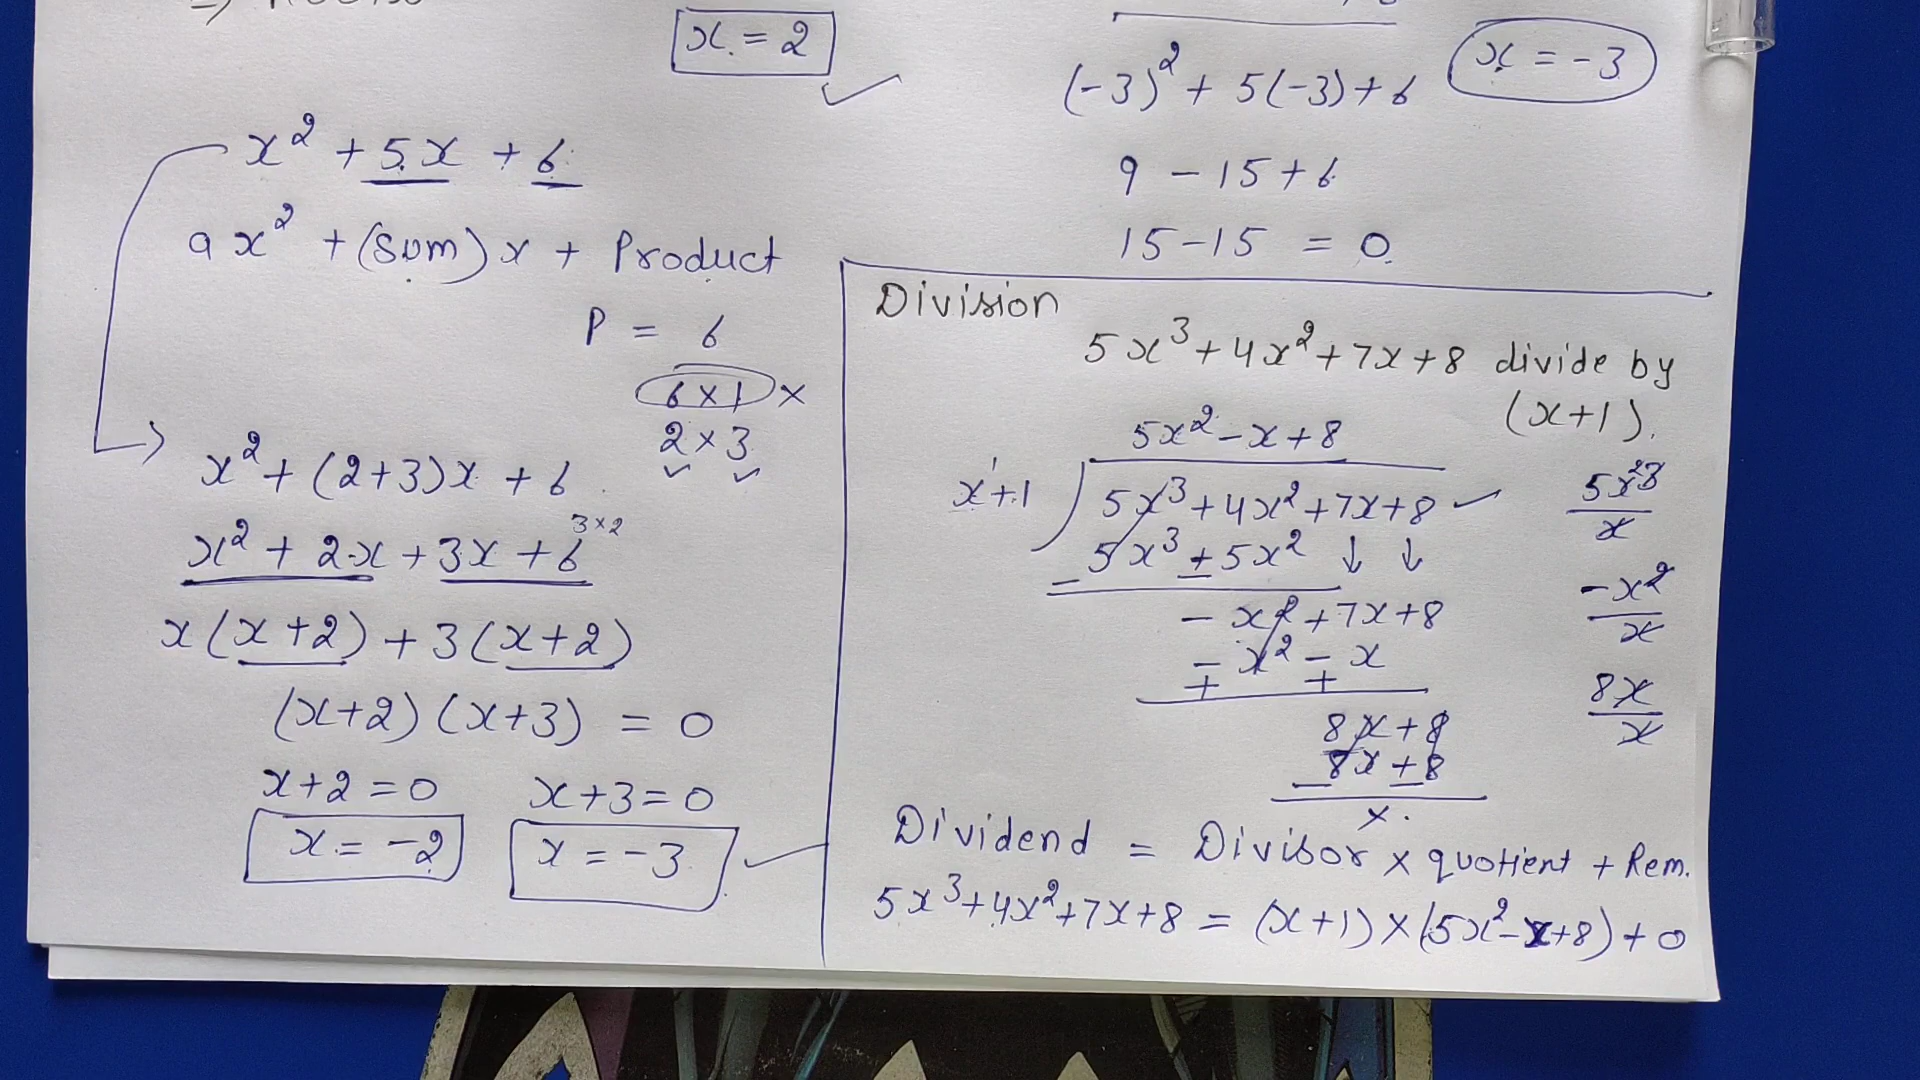 x = 2
x² + 5x + 6
ax² + (sum)x + Product
P = 6
6 × 1 ×
2 × 3
x² + (2+3)x + 6
3×2
x² + 2x + 3x + 6
x(x+2) + 3(x+2)
(x+2) (x+3) = 0
x+2 = 0 x+3 = 0
x = -2 x = -3
(-3)² + 5(-3) + 6 x = -3
9 - 15 + 6
15 - 15 = 0
Division
5x³ + 4x² + 7x + 8 divide by
(x+1).
5x² - x + 8
x+1 ) 5x³ + 4x² + 7x + 8
5x³ + 5x² ↓ ↓
- x² + 7x + 8
- x² - x
+ +
8x + 8
8x + 8
×
5x³
x
-x²
x
8x
x
Dividend = Divisor × quotient + Rem.
5x³ + 4x² + 7x + 8 = (x+1) × (5x² - x + 8) + 0